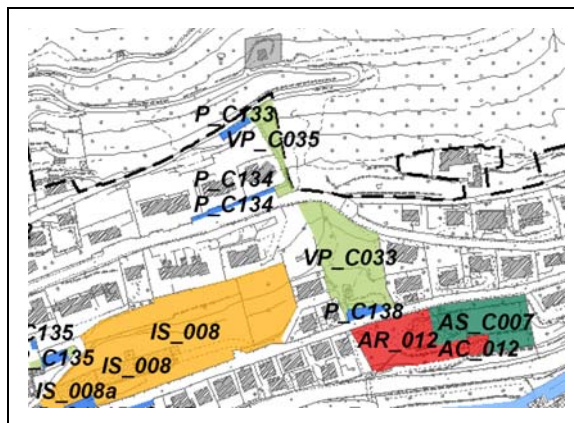 P_C133
VP_C035
P_C134
P_C134
VP_C033
P_C138
IS_008
AS_C007
C135
AR_012
AC_012
C135
IS_008
IS_008a